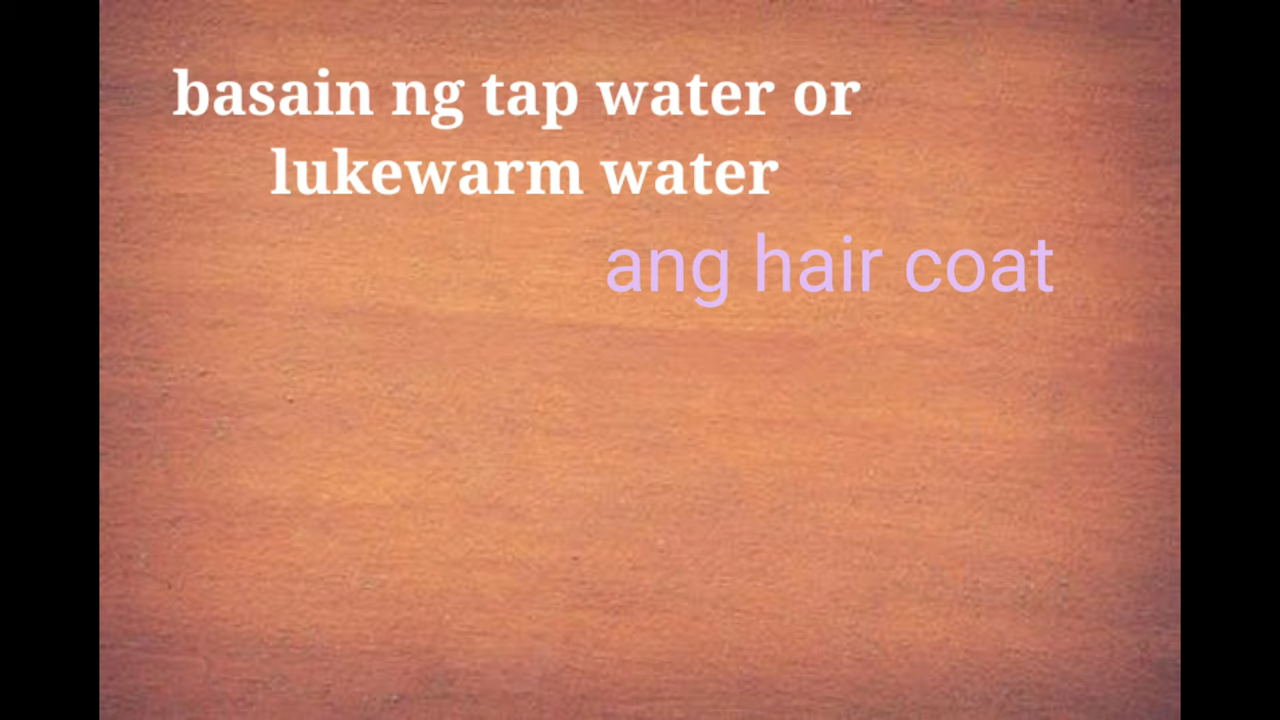 basain ng tap water or
lukewarm water
ang hair coat